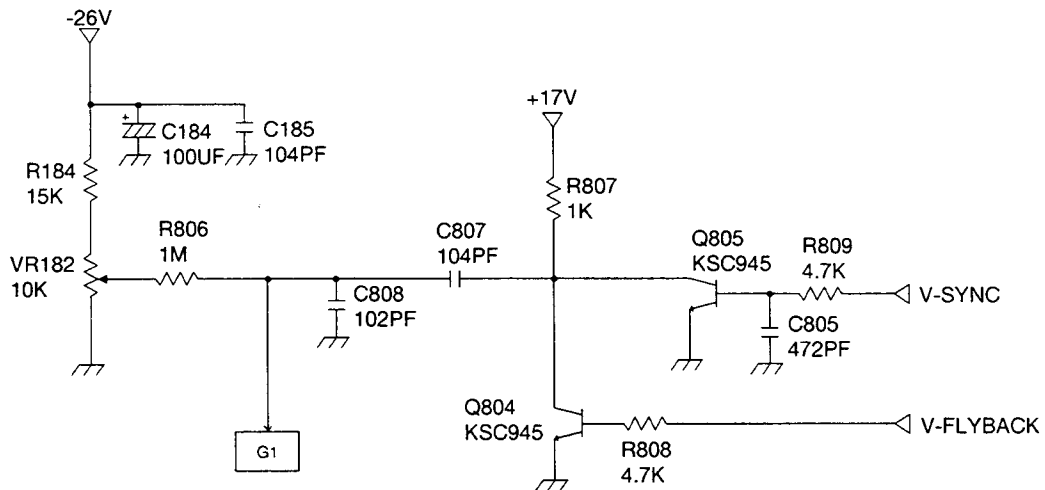 -26V
+
C184
100UF
C185
104PF
+17V
R184
15K
R807
1K
R806
1M
C807
104PF
Q805
KSC945
R809
4.7K
VR182
10K
C808
102PF
V-SYNC
C805
472PF
Q804
KSC945
V-FLYBACK
G1
R808
4.7K